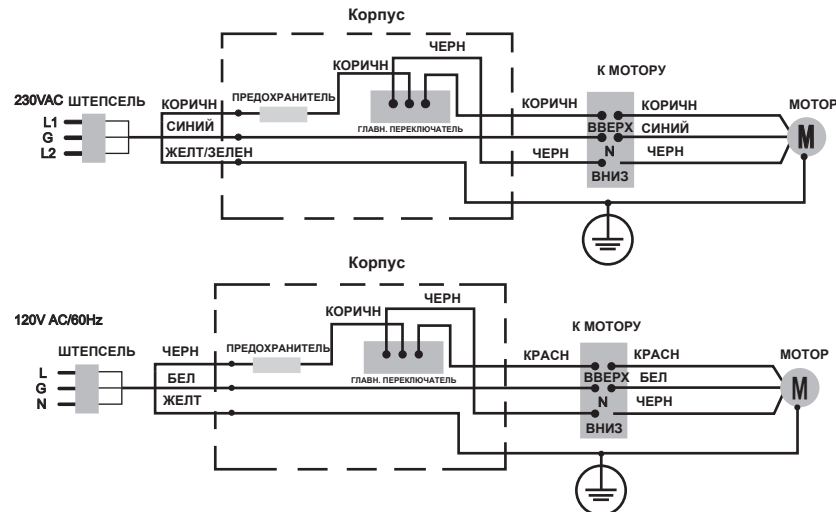 Корпус
ЧЕРН
КОРИЧН
К МОТОРУ
230VAC ШТЕПСЕЛЬ
КОРИЧН
ПРЕДОХРАНИТЕЛЬ
КОРИЧН
КОРИЧН
МОТОР
L1
G
L2
СИНИЙ
ГЛАВН. ПЕРЕКЛЮЧАТЕЛЬ
ВВЕРХ
СИНИЙ
M
ЖЕЛТ/ЗЕЛЕН
ЧЕРН
N
ЧЕРН
ВНИЗ
Корпус
120V AC/60Hz
ЧЕРН
КОРИЧН
К МОТОРУ
ШТЕПСЕЛЬ
ЧЕРН
ПРЕДОХРАНИТЕЛЬ
КРАСН
КРАСН
МОТОР
L
G
N
БЕЛ
ГЛАВН. ПЕРЕКЛЮЧАТЕЛЬ
ВВЕРХ
БЕЛ
M
ЖЕЛТ
N
ЧЕРН
ВНИЗ